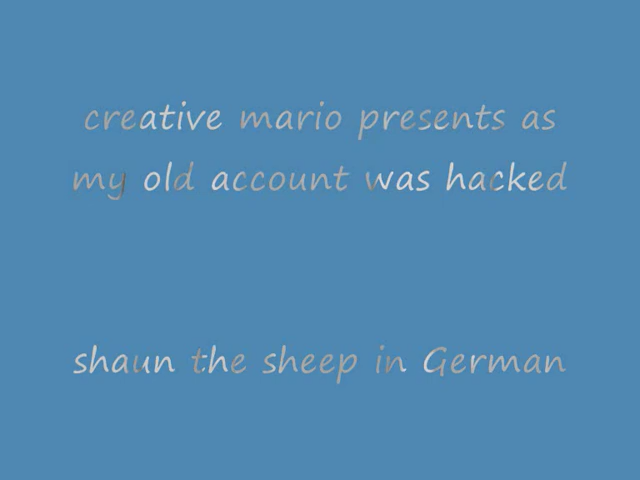 creative mario presents as
my old account was hacked
shaun the sheep in German